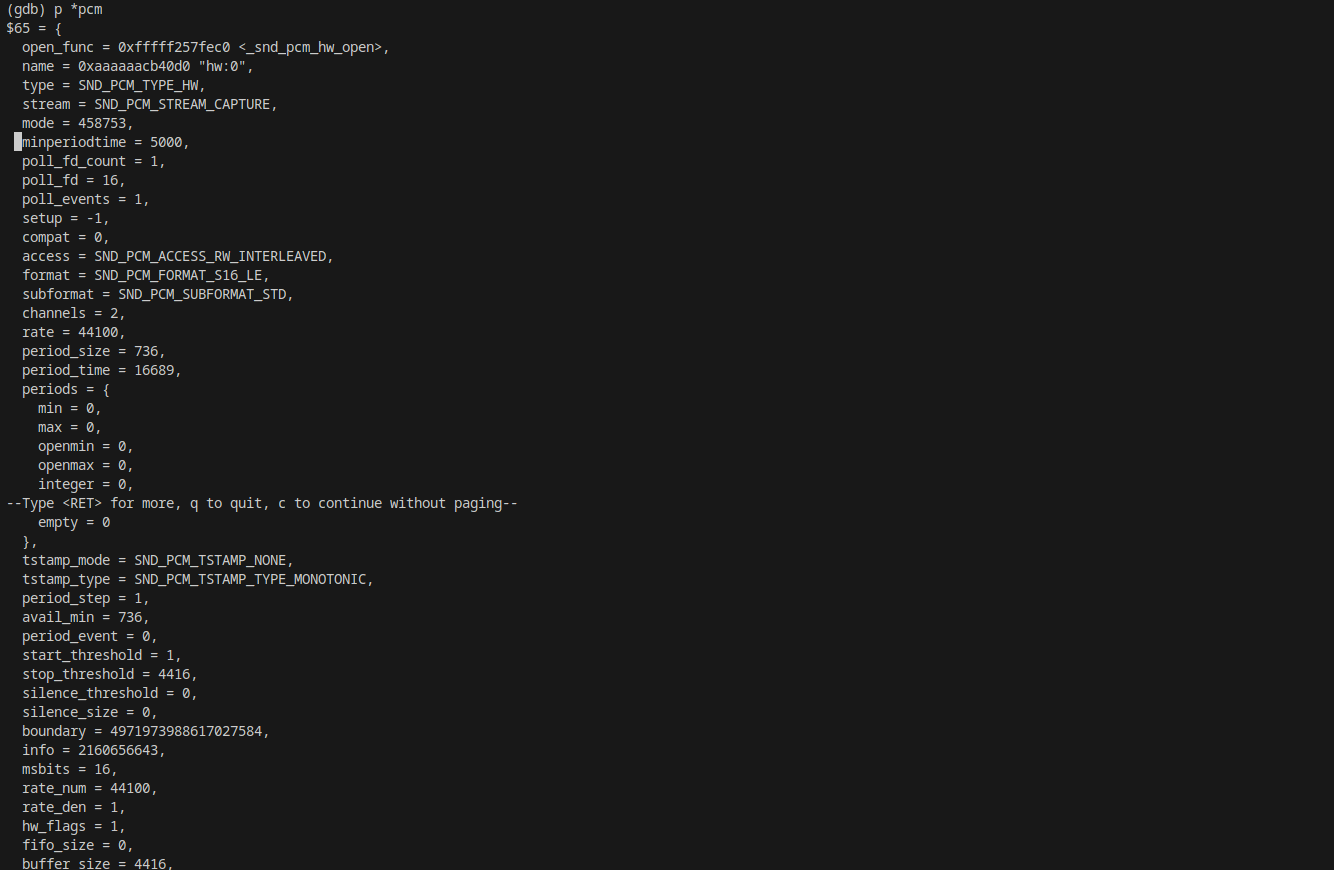 (gdb) p *pcm
$65 = {
  open_func = 0xfffff257fec0 <_snd_pcm_hw_open>,
  name = 0xaaaaaacb40d0 "hw:0",
  type = SND_PCM_TYPE_HW,
  stream = SND_PCM_STREAM_CAPTURE,
  mode = 458753,
  minperiodtime = 5000,
  poll_fd_count = 1,
  poll_fd = 16,
  poll_events = 1,
  setup = -1,
  compat = 0,
  access = SND_PCM_ACCESS_RW_INTERLEAVED,
  format = SND_PCM_FORMAT_S16_LE,
  subformat = SND_PCM_SUBFORMAT_STD,
  channels = 2,
  rate = 44100,
  period_size = 736,
  period_time = 16689,
  periods = {
    min = 0,
    max = 0,
    openmin = 0,
    openmax = 0,
    integer = 0,
--Type <RET> for more, q to quit, c to continue without paging--
    empty = 0
  },
  tstamp_mode = SND_PCM_TSTAMP_NONE,
  tstamp_type = SND_PCM_TSTAMP_TYPE_MONOTONIC,
  period_step = 1,
  avail_min = 736,
  period_event = 0,
  start_threshold = 1,
  stop_threshold = 4416,
  silence_threshold = 0,
  silence_size = 0,
  boundary = 4971973988617027584,
  info = 2160656643,
  msbits = 16,
  rate_num = 44100,
  rate_den = 1,
  hw_flags = 1,
  fifo_size = 0,
  buffer_size = 4416,